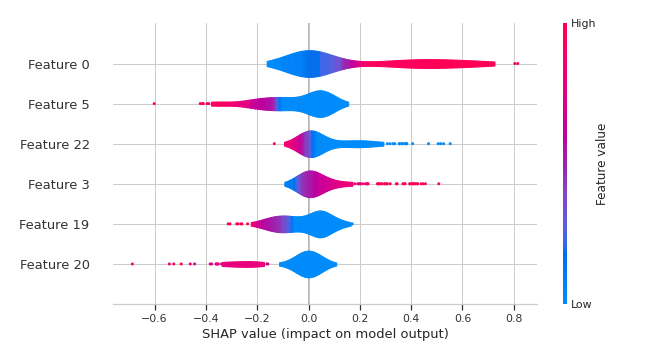 High
Feature 0
Feature 5
Feature 22
Feature 3
Feature 19
Feature 20
Feature value
Low
−0.6 −0.4 −0.2 0.0 0.2 0.4 0.6 0.8
SHAP value (impact on model output)